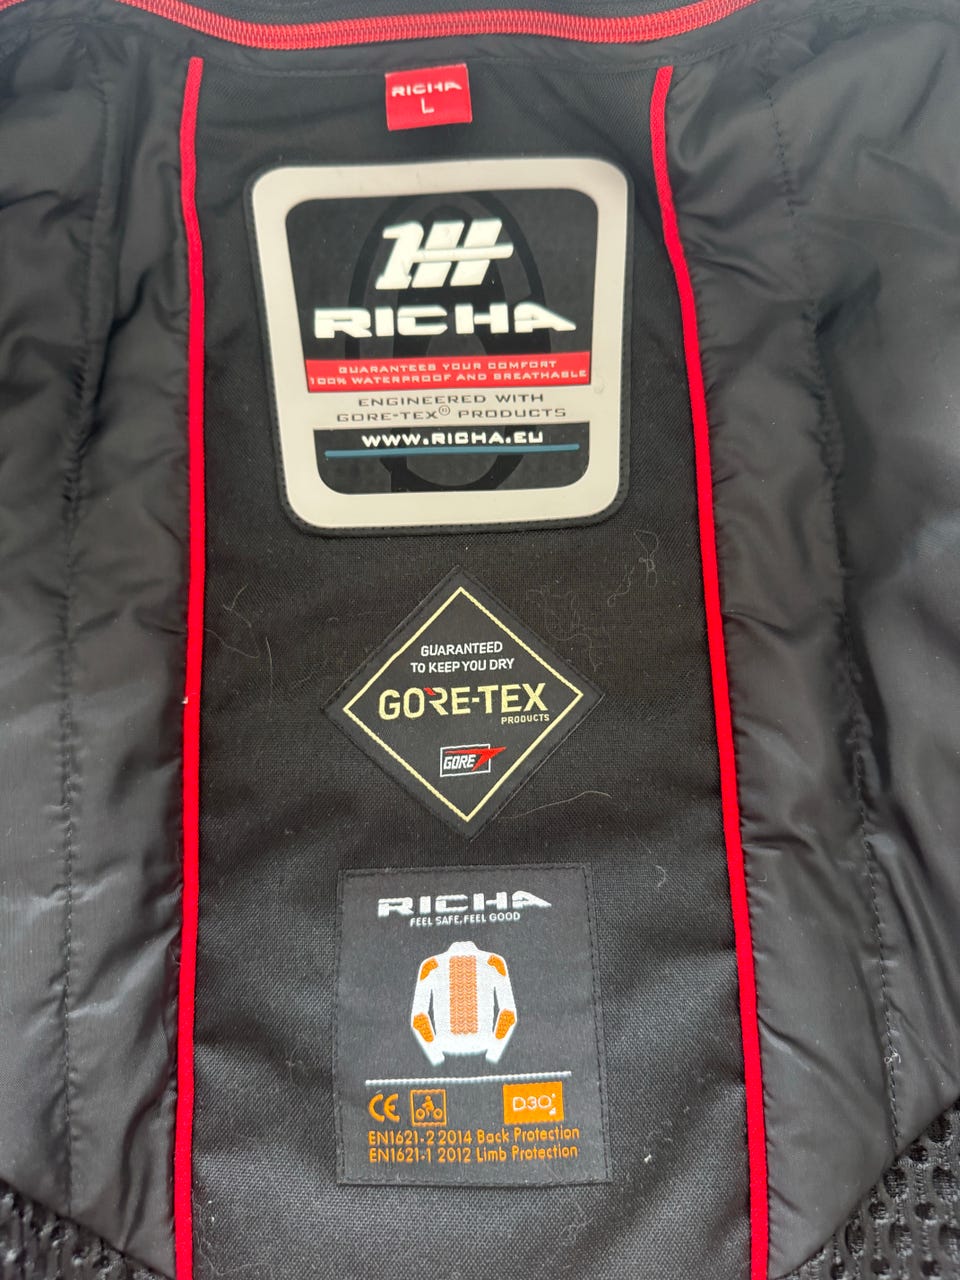 RICHA
L
RICHA
GUARANTEES YOUR COMFORT
100% WATERPROOF AND BREATHABLE
ENGINEERED WITH
GORE-TEX® PRODUCTS
WWW.RICHA.EU
GUARANTEED
TO KEEP YOU DRY
GORE-TEX
PRODUCTS
GORE
RICHA
FEEL SAFE, FEEL GOOD
CE D3O
EN1621-2 2014 Back Protection
EN1621-1 2012 Limb Protection